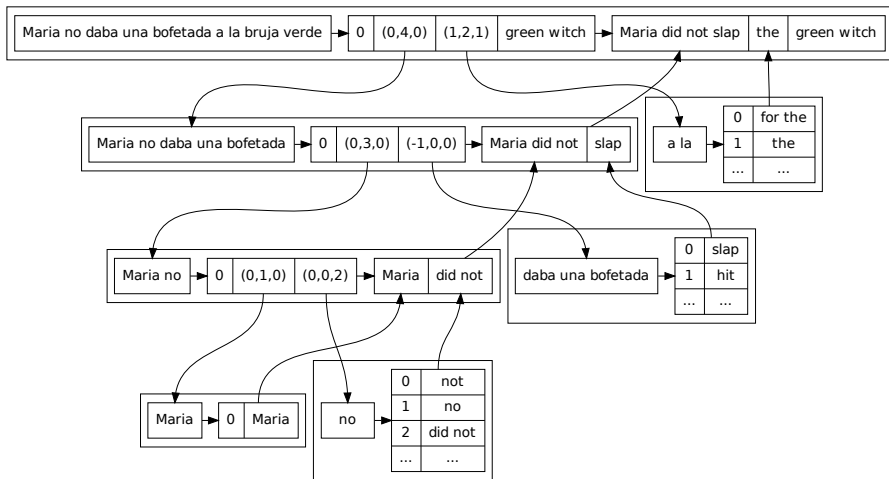 Maria no daba una bofetada a la bruja verde 0 (0,4,0) (1,2,1) green witch Maria did not slap the green witch
Maria no daba una bofetada 0 (0,3,0) (-1,0,0) Maria did not slap
a la
0 for the
1 the
... ...
Maria no 0 (0,1,0) (0,0,2) Maria did not
daba una bofetada
0 slap
1 hit
... ...
Maria 0 Maria
no
0 not
1 no
2 did not
... ...